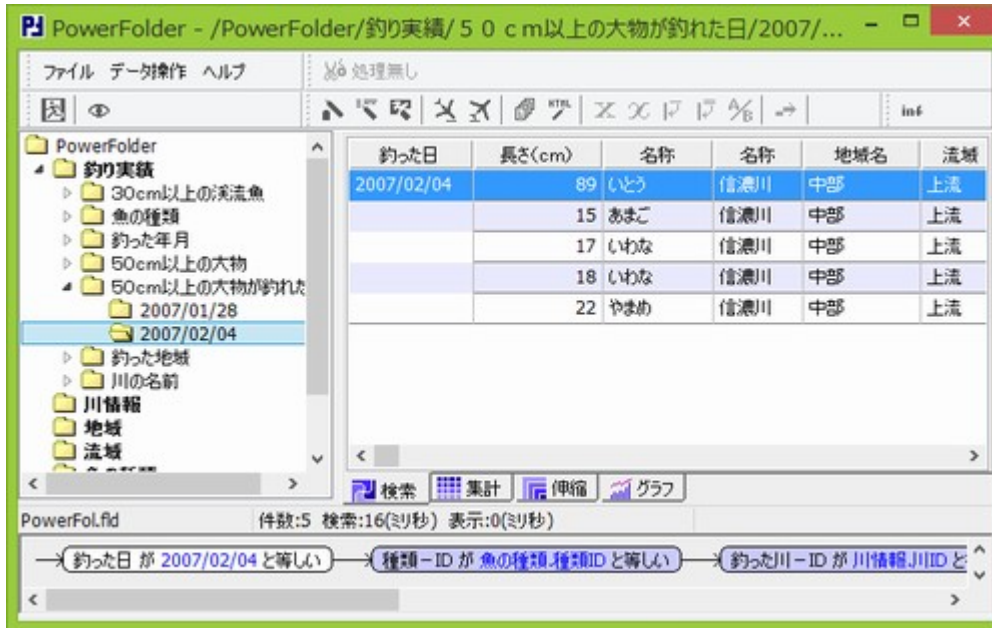 PowerFolder - /PowerFolder/釣り実績/５０ｃｍ以上の大物が釣れた日/2007/...
ファイル データ操作 ヘルプ 処理無し
inf
PowerFolder
釣り実績
30cm以上の渓流魚
魚の種類
釣った年月
50cm以上の大物
50cm以上の大物が釣れた
2007/01/28
2007/02/04
釣った地域
川の名前
川情報
地域
流域
釣った日 長さ(cm) 名称 名称 地域名 流域
2007/02/04 89 いとう 信濃川 中部 上流
15 あまご 信濃川 中部 上流
17 いわな 信濃川 中部 上流
18 いわな 信濃川 中部 上流
22 やまめ 信濃川 中部 上流
検索 集計 伸縮 グラフ
PowerFol.fld 件数:5 検索:16(ミリ秒) 表示:0(ミリ秒)
釣った日 が 2007/02/04 と等しい 種類－ID が 魚の種類.種類ID と等しい 釣った川－ID が 川情報.川ID と